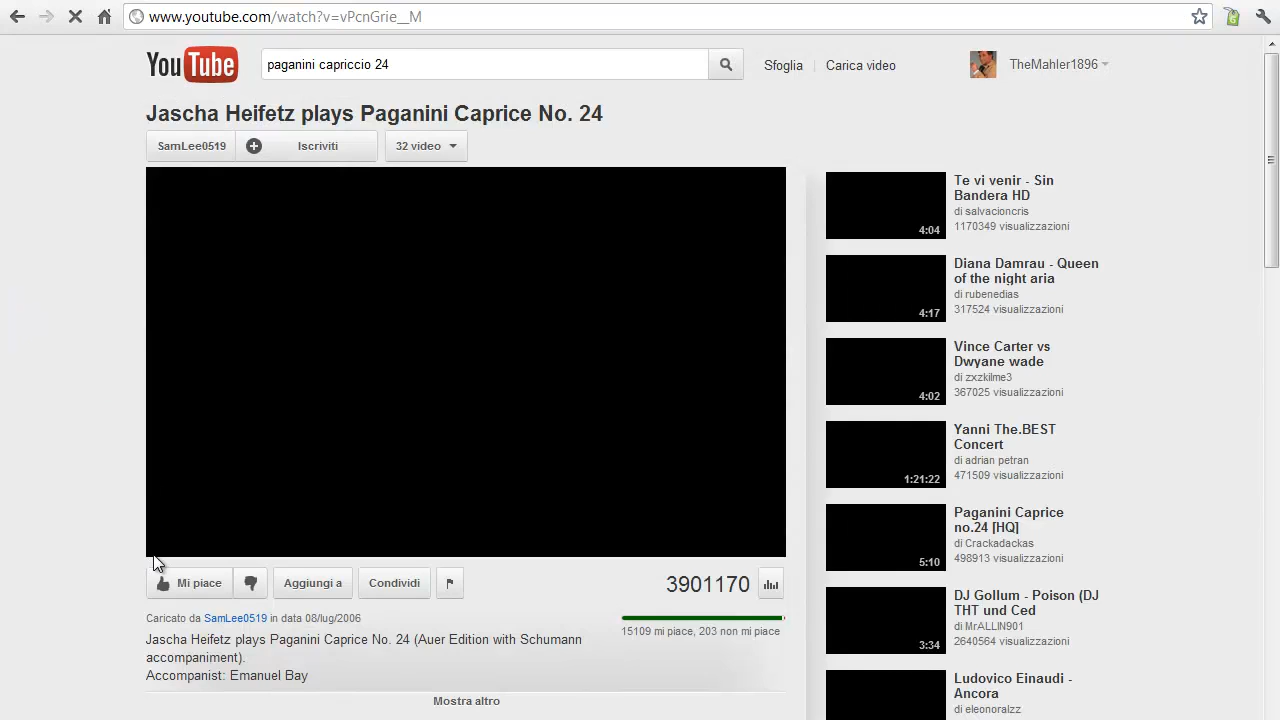 www.youtube.com/watch?v=vPcnGrie__M
YouTube
paganini capriccio 24
Sfoglia
Carica video
TheMahler1896
Jascha Heifetz plays Paganini Caprice No. 24
SamLee0519
Iscriviti
32 video
Te vi venir - Sin
Bandera HD
di salvacioncris
1170349 visualizzazioni
4:04
Diana Damrau - Queen
of the night aria
di rubenedias
317524 visualizzazioni
4:17
Vince Carter vs
Dwyane wade
di zxzkilme3
367025 visualizzazioni
4:02
Yanni The.BEST
Concert
di adrian petran
471509 visualizzazioni
1:21:22
Paganini Caprice
no.24 [HQ]
di Crackadackas
498913 visualizzazioni
5:10
DJ Gollum - Poison (DJ
THT und Ced
di MrALLIN901
2640564 visualizzazioni
3:34
Ludovico Einaudi -
Ancora
di eleonoralzz
Mi piace
Aggiungi a
Condividi
3901170
Caricato da SamLee0519 in data 08/lug/2006
15109 mi piace, 203 non mi piace
Jascha Heifetz plays Paganini Caprice No. 24 (Auer Edition with Schumann
accompaniment).
Accompanist: Emanuel Bay
Mostra altro